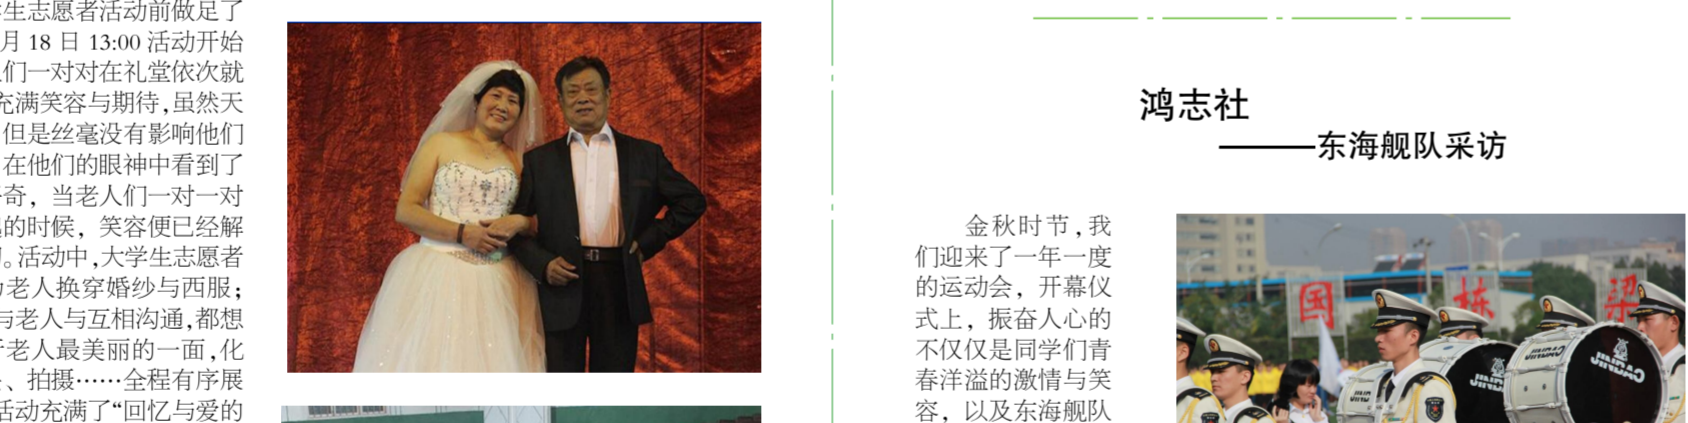 生志愿者活动前做足了
月 18 日 13:00 活动开始
们一对对在礼堂依次就
充满笑容与期待,虽然天
但是丝毫没有影响他们
在他们的眼神中看到了
奇，当老人们一对一对
的时候，笑容便已经解
。活动中,大学生志愿者
老人换穿婚纱与西服；
与老人与互相沟通,都想
老人最美丽的一面,化
、拍摄……全程有序展
活动充满了“回忆与爱的
鸿志社
——东海舰队采访
金秋时节,我
们迎来了一年一度
的运动会，开幕仪
式上，振奋人心的
不仅仅是同学们青
春洋溢的激情与笑
容，以及东海舰队
国 栋 梁